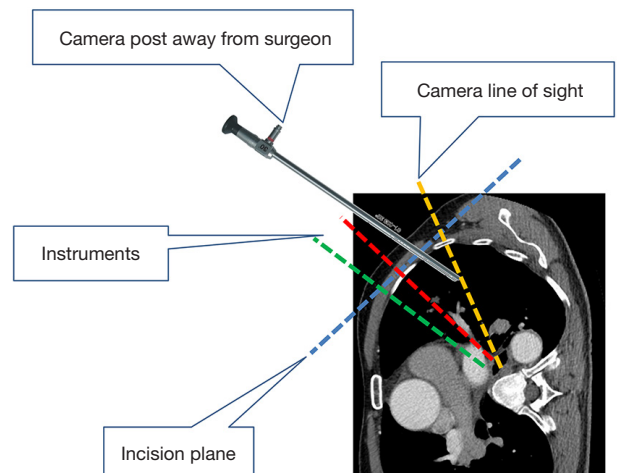 Camera post away from surgeon
Camera line of sight
Instruments
Incision plane